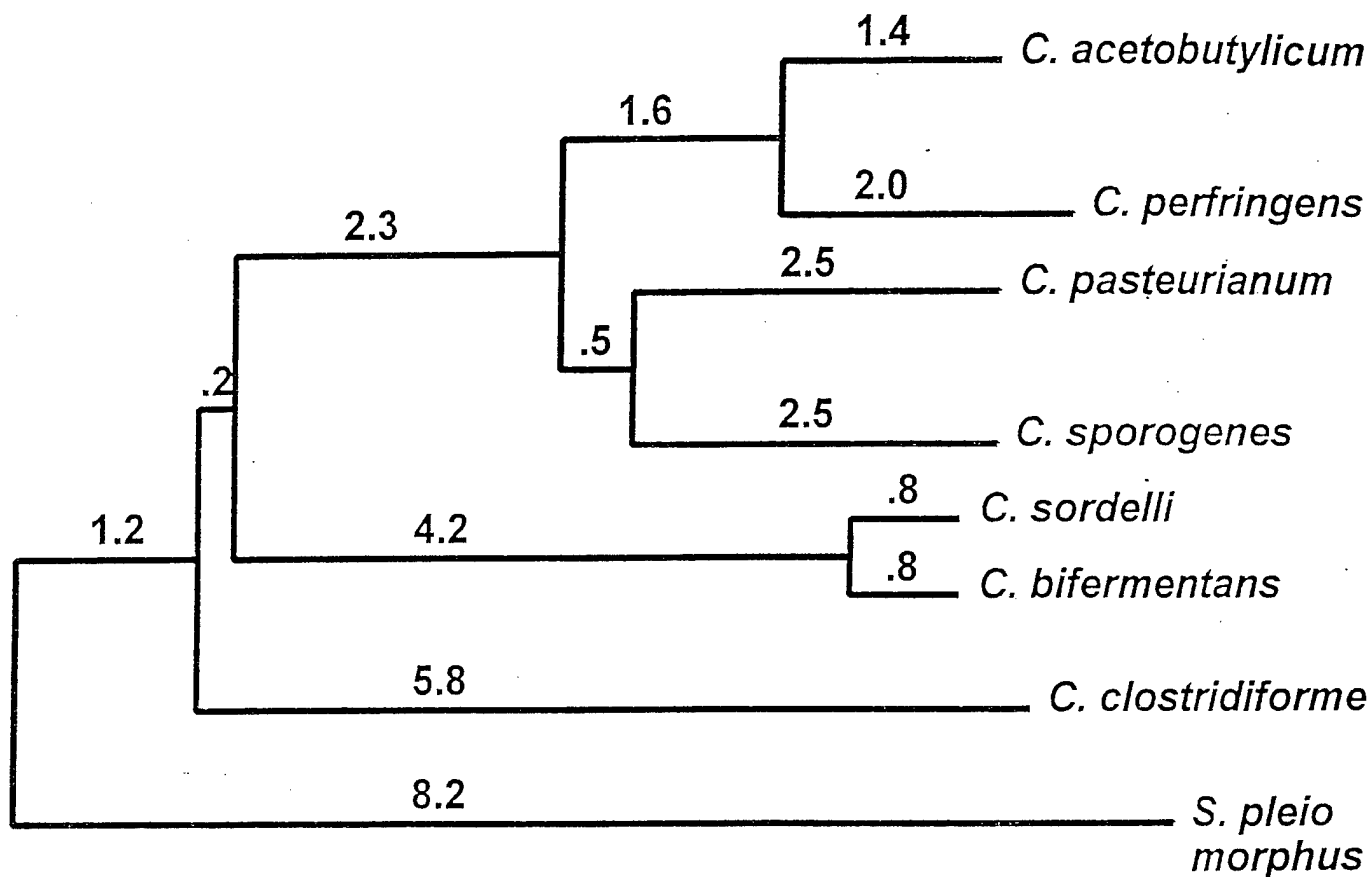 1.4
C. acetobutylicum
1.6
2.0
C. perfringens
2.3
2.5
C. pasteurianum
.5
.2
2.5
C. sporogenes
.8
C. sordelli
1.2
4.2
.8
C. bifermentans
5.8
C. clostridiforme
8.2
S. pleio
morphus